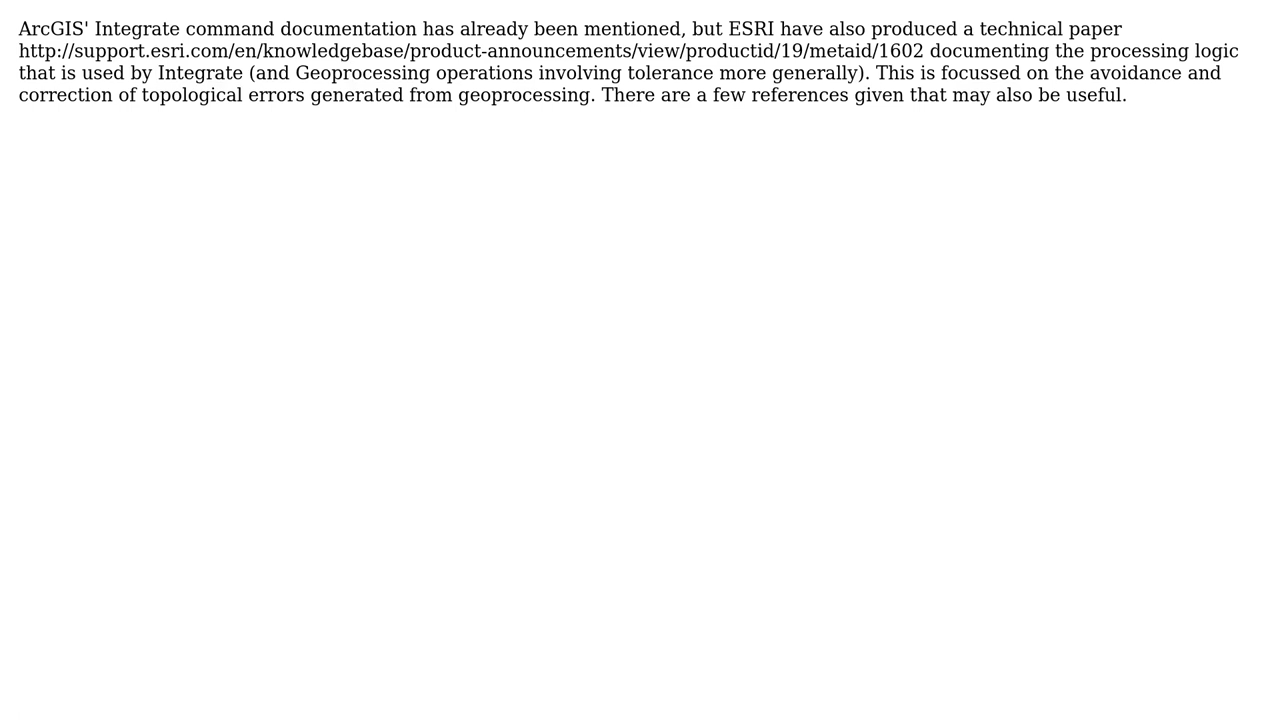 ArcGIS' Integrate command documentation has already been mentioned, but ESRI have also produced a technical paper
http://support.esri.com/en/knowledgebase/product-announcements/view/productid/19/metaid/1602 documenting the processing logic
that is used by Integrate (and Geoprocessing operations involving tolerance more generally). This is focussed on the avoidance and
correction of topological errors generated from geoprocessing. There are a few references given that may also be useful.